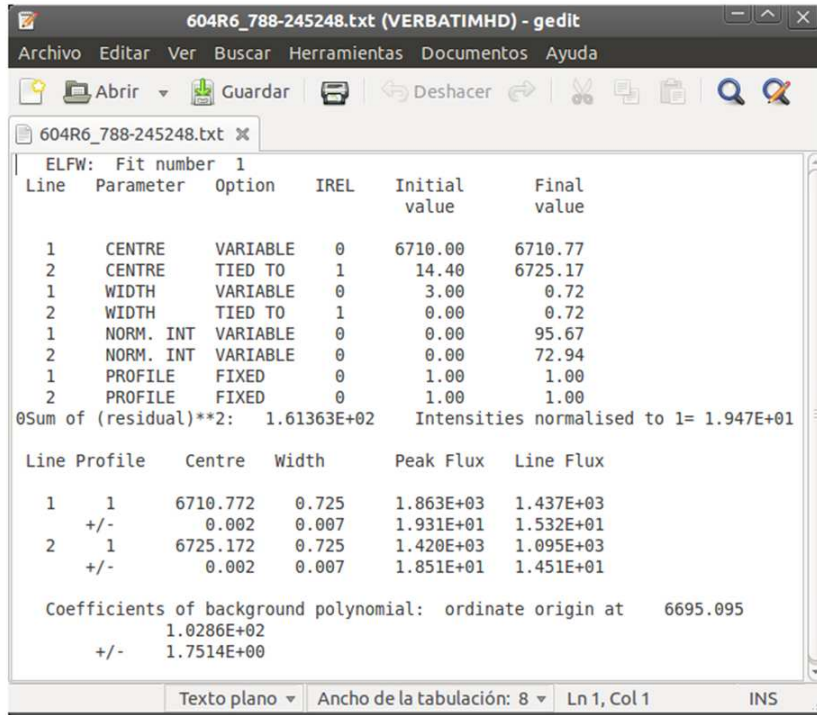 604R6_788-245248.txt (VERBATIMHD) - gedit
Archivo Editar Ver Buscar Herramientas Documentos Ayuda
Abrir Guardar Deshacer
604R6_788-245248.txt
ELFW: Fit number 1
Line Parameter Option IREL Initial Final
value value
1 CENTRE VARIABLE 0 6710.00 6710.77
2 CENTRE TIED TO 1 14.40 6725.17
1 WIDTH VARIABLE 0 3.00 0.72
2 WIDTH TIED TO 1 0.00 0.72
1 NORM. INT VARIABLE 0 0.00 95.67
2 NORM. INT VARIABLE 0 0.00 72.94
1 PROFILE FIXED 0 1.00 1.00
2 PROFILE FIXED 0 1.00 1.00
0Sum of (residual)**2: 1.61363E+02 Intensities normalised to 1= 1.947E+01
Line Profile Centre Width Peak Flux Line Flux
1 1 6710.772 0.725 1.863E+03 1.437E+03
+/- 0.002 0.007 1.931E+01 1.532E+01
2 1 6725.172 0.725 1.420E+03 1.095E+03
+/- 0.002 0.007 1.851E+01 1.451E+01
Coefficients of background polynomial: ordinate origin at 6695.095
1.0286E+02
+/- 1.7514E+00
Texto plano Ancho de la tabulación: 8 Ln 1, Col 1 INS